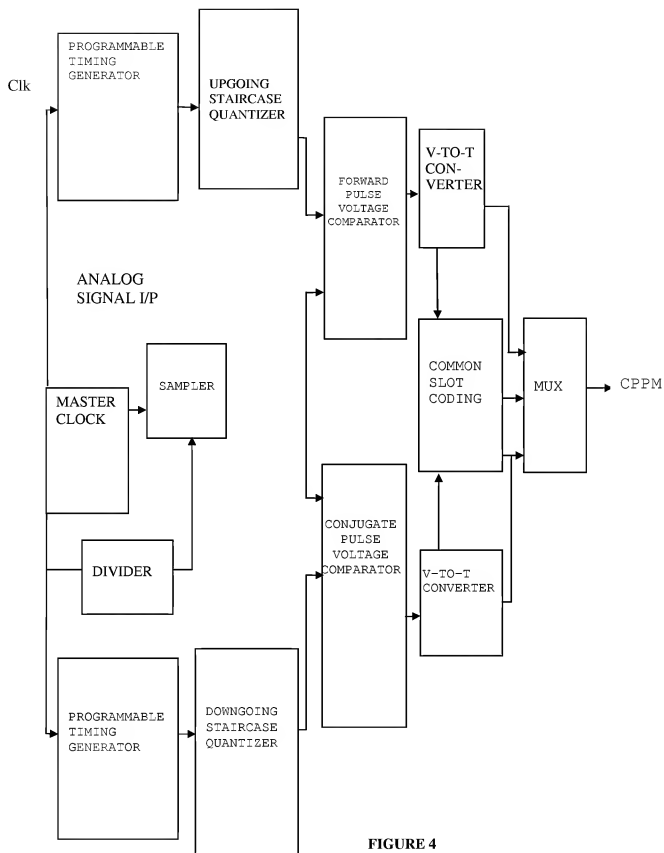 Clk
PROGRAMMABLE
TIMING
GENERATOR
UPGOING
STAIRCASE
QUANTIZER
FORWARD
PULSE
VOLTAGE
COMPARATOR
V-TO-T
CON-
VERTER
ANALOG
SIGNAL I/P
MASTER
CLOCK
SAMPLER
COMMON
SLOT
CODING
MUX
CPPM
DIVIDER
CONJUGATE
PULSE
VOLTAGE
COMPARATOR
V-TO-T
CONVERTER
PROGRAMMABLE
TIMING
GENERATOR
DOWNGOING
STAIRCASE
QUANTIZER
FIGURE 4